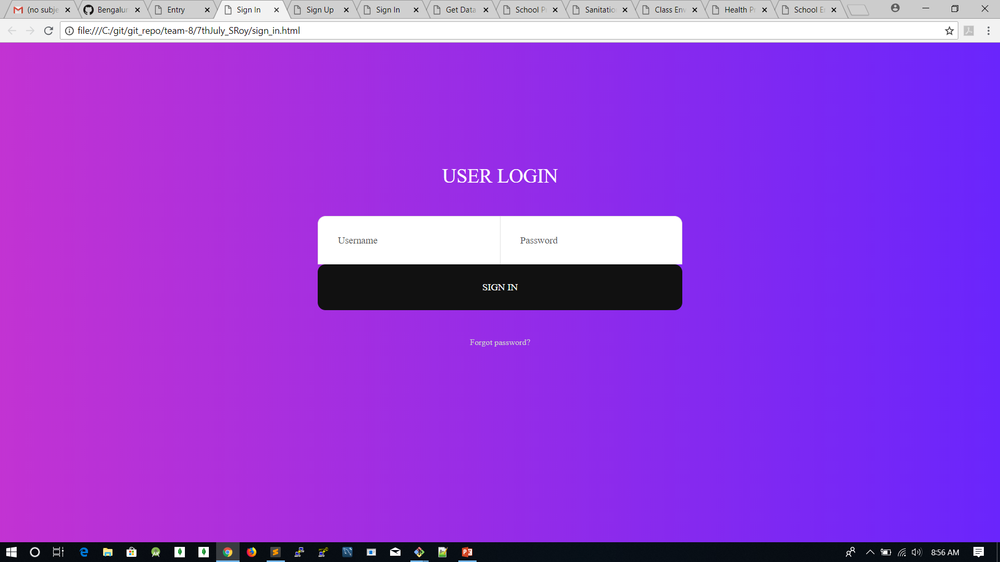 (no subje
Bengalur
Entry
Sign In
Sign Up
Sign In
Get Data
School P
Sanitatio
Class Env
Health Pr
School E
file:///C:/git/git_repo/team-8/7thJuly_SRoy/sign_in.html
USER LOGIN
Username
Password
SIGN IN
Forgot password?
8:56 AM